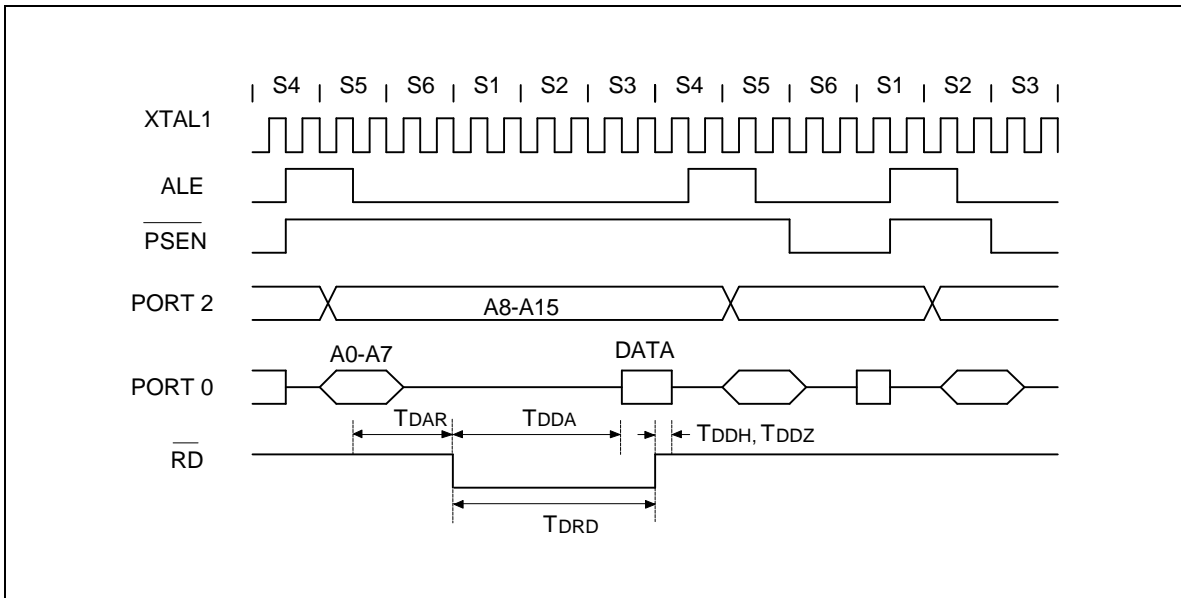 S4 S5 S6 S1 S2 S3 S4 S5 S6 S1 S2 S3
XTAL1
ALE
PSEN
PORT 2
A8-A15
A0-A7
DATA
PORT 0
TDAR
TDDA
TDDH, TDDZ
RD
TDRD